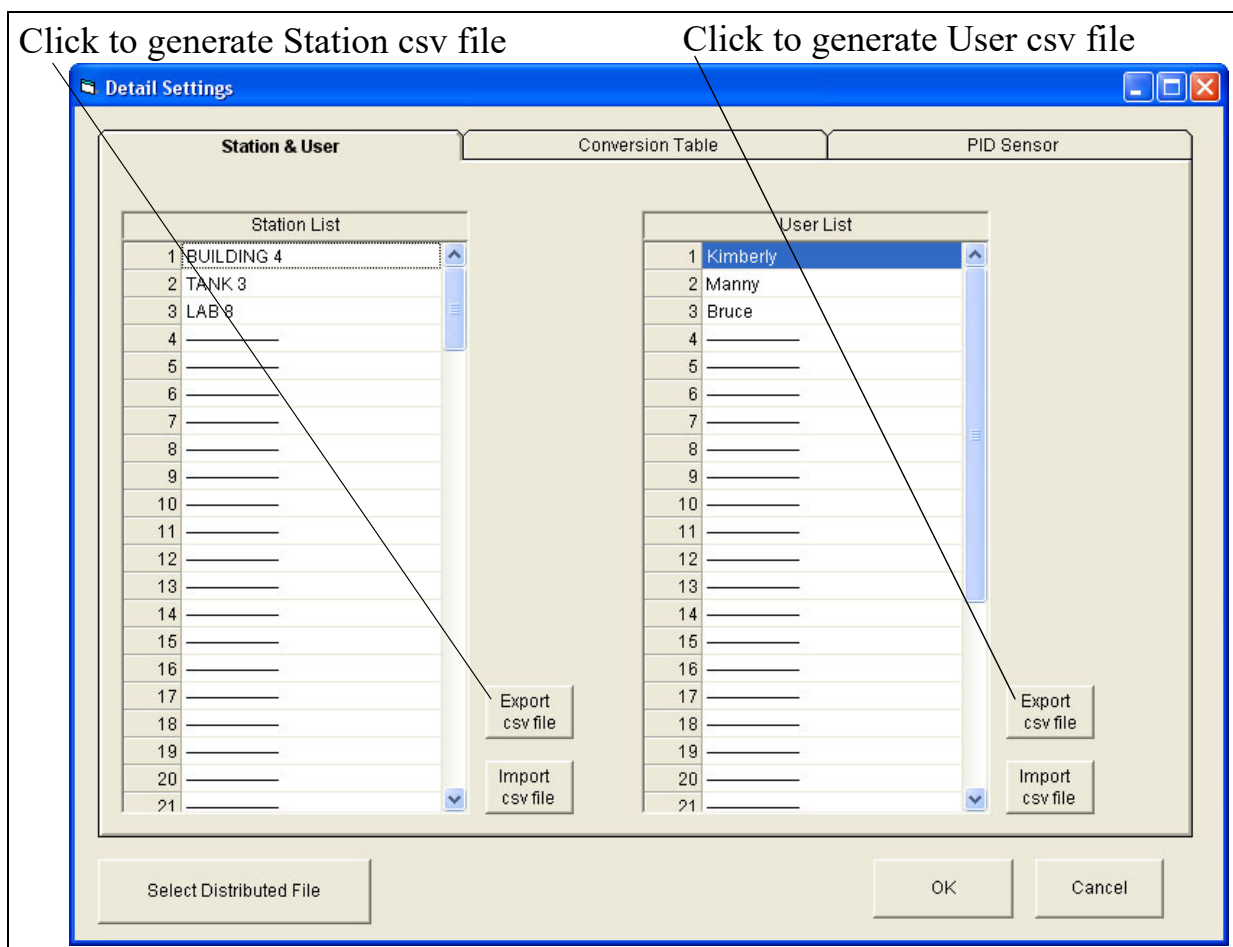 Click to generate Station csv file
Click to generate User csv file
Detail Settings
Station & User
Conversion Table
PID Sensor
Station List
1 BUILDING 4
2 TANK 3
3 LAB 8
4
5
6
7
8
9
10
11
12
13
14
15
16
17
18
19
20
21
Export
csv file
Import
csv file
User List
1 Kimberly
2 Manny
3 Bruce
4
5
6
7
8
9
10
11
12
13
14
15
16
17
18
19
20
21
Export
csv file
Import
csv file
Select Distributed File
OK
Cancel